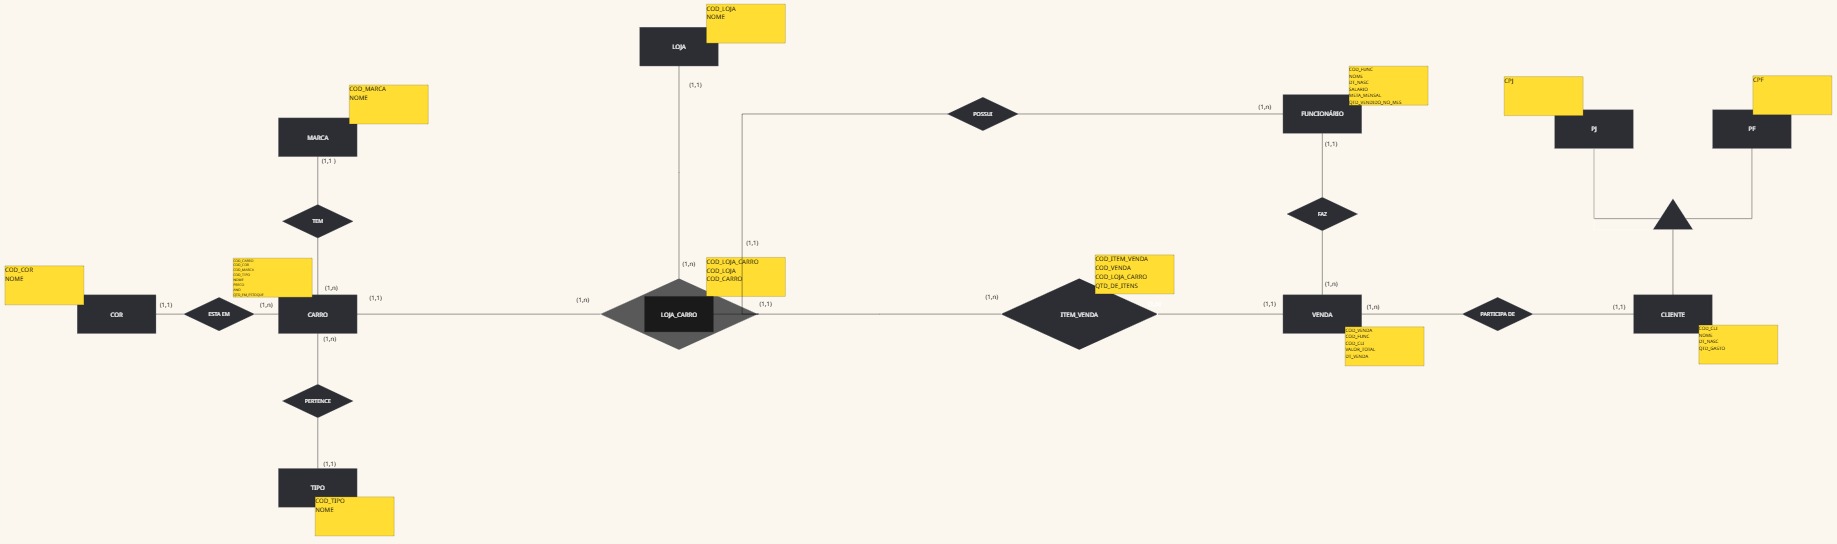 COD_LOJA
NOME
LOJA
(1,1)
COD_MARCA
NOME
MARCA
(1,1 )
TEM
(1,n)
COD_COR
NOME
COR
(1,1)
ESTA EM
(1,n)
COD_CARRO
COD_COR
COD_MARCA
COD_TIPO
NOME
ANO
CARRO
(1,1)
(1,n)
PERTENCE
(1,1)
TIPO
COD_TIPO
NOME
(1,n)
(1,n)
COD_LOJA_CARRO
COD_LOJA
COD_CARRO
LOJA_CARRO
(1,1)
(1,1)
POSSUI
(1,n)
COD_FUNC
NOME
DT_NASC
SALARIO
META_MENSAL
QTD_VENDIDO_NO_MES
FUNCIONÁRIO
(1,1)
FAZ
(1,n)
COD_ITEM_VENDA
COD_VENDA
COD_LOJA_CARRO
QTD_DE_ITENS
(1,n)
ITEM_VENDA
(1,1)
VENDA
COD_VENDA
COD_FUNC
COD_CLI
VALOR_TOTAL
DT_VENDA
(1,n)
PARTICIPA DE
(1,1)
CLIENTE
COD_CLI
NOME
DT_NASC
QTD_GASTO
CPJ
PJ
CPF
PF